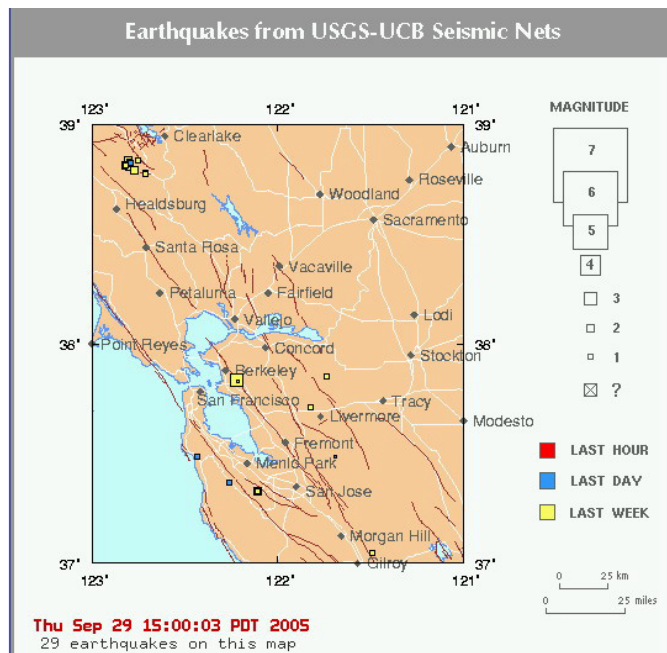 Earthquakes from USGS-UCB Seismic Nets
123'
122'
121'
39'
39'
MAGNITUDE
Clearlake
Auburn
7
Roseville
Woodland
6
Healdsburg
Sacramento
5
Santa Rosa
Vacaville
4
Petaluma
Fairfield
3
Vallejo
Lodi
2
38'
38'
Point Reyes
Concord
Stockton
1
Berkeley
?
San Francisco
Tracy
Livermore
Modesto
Fremont
LAST HOUR
Menlo Park
LAST DAY
San Jose
LAST WEEK
Morgan Hill
37'
Gilroy
37'
123'
122'
121'
0 25 km
0 25 miles
Thu Sep 29 15:00:03 PDT 2005
29 earthquakes on this map